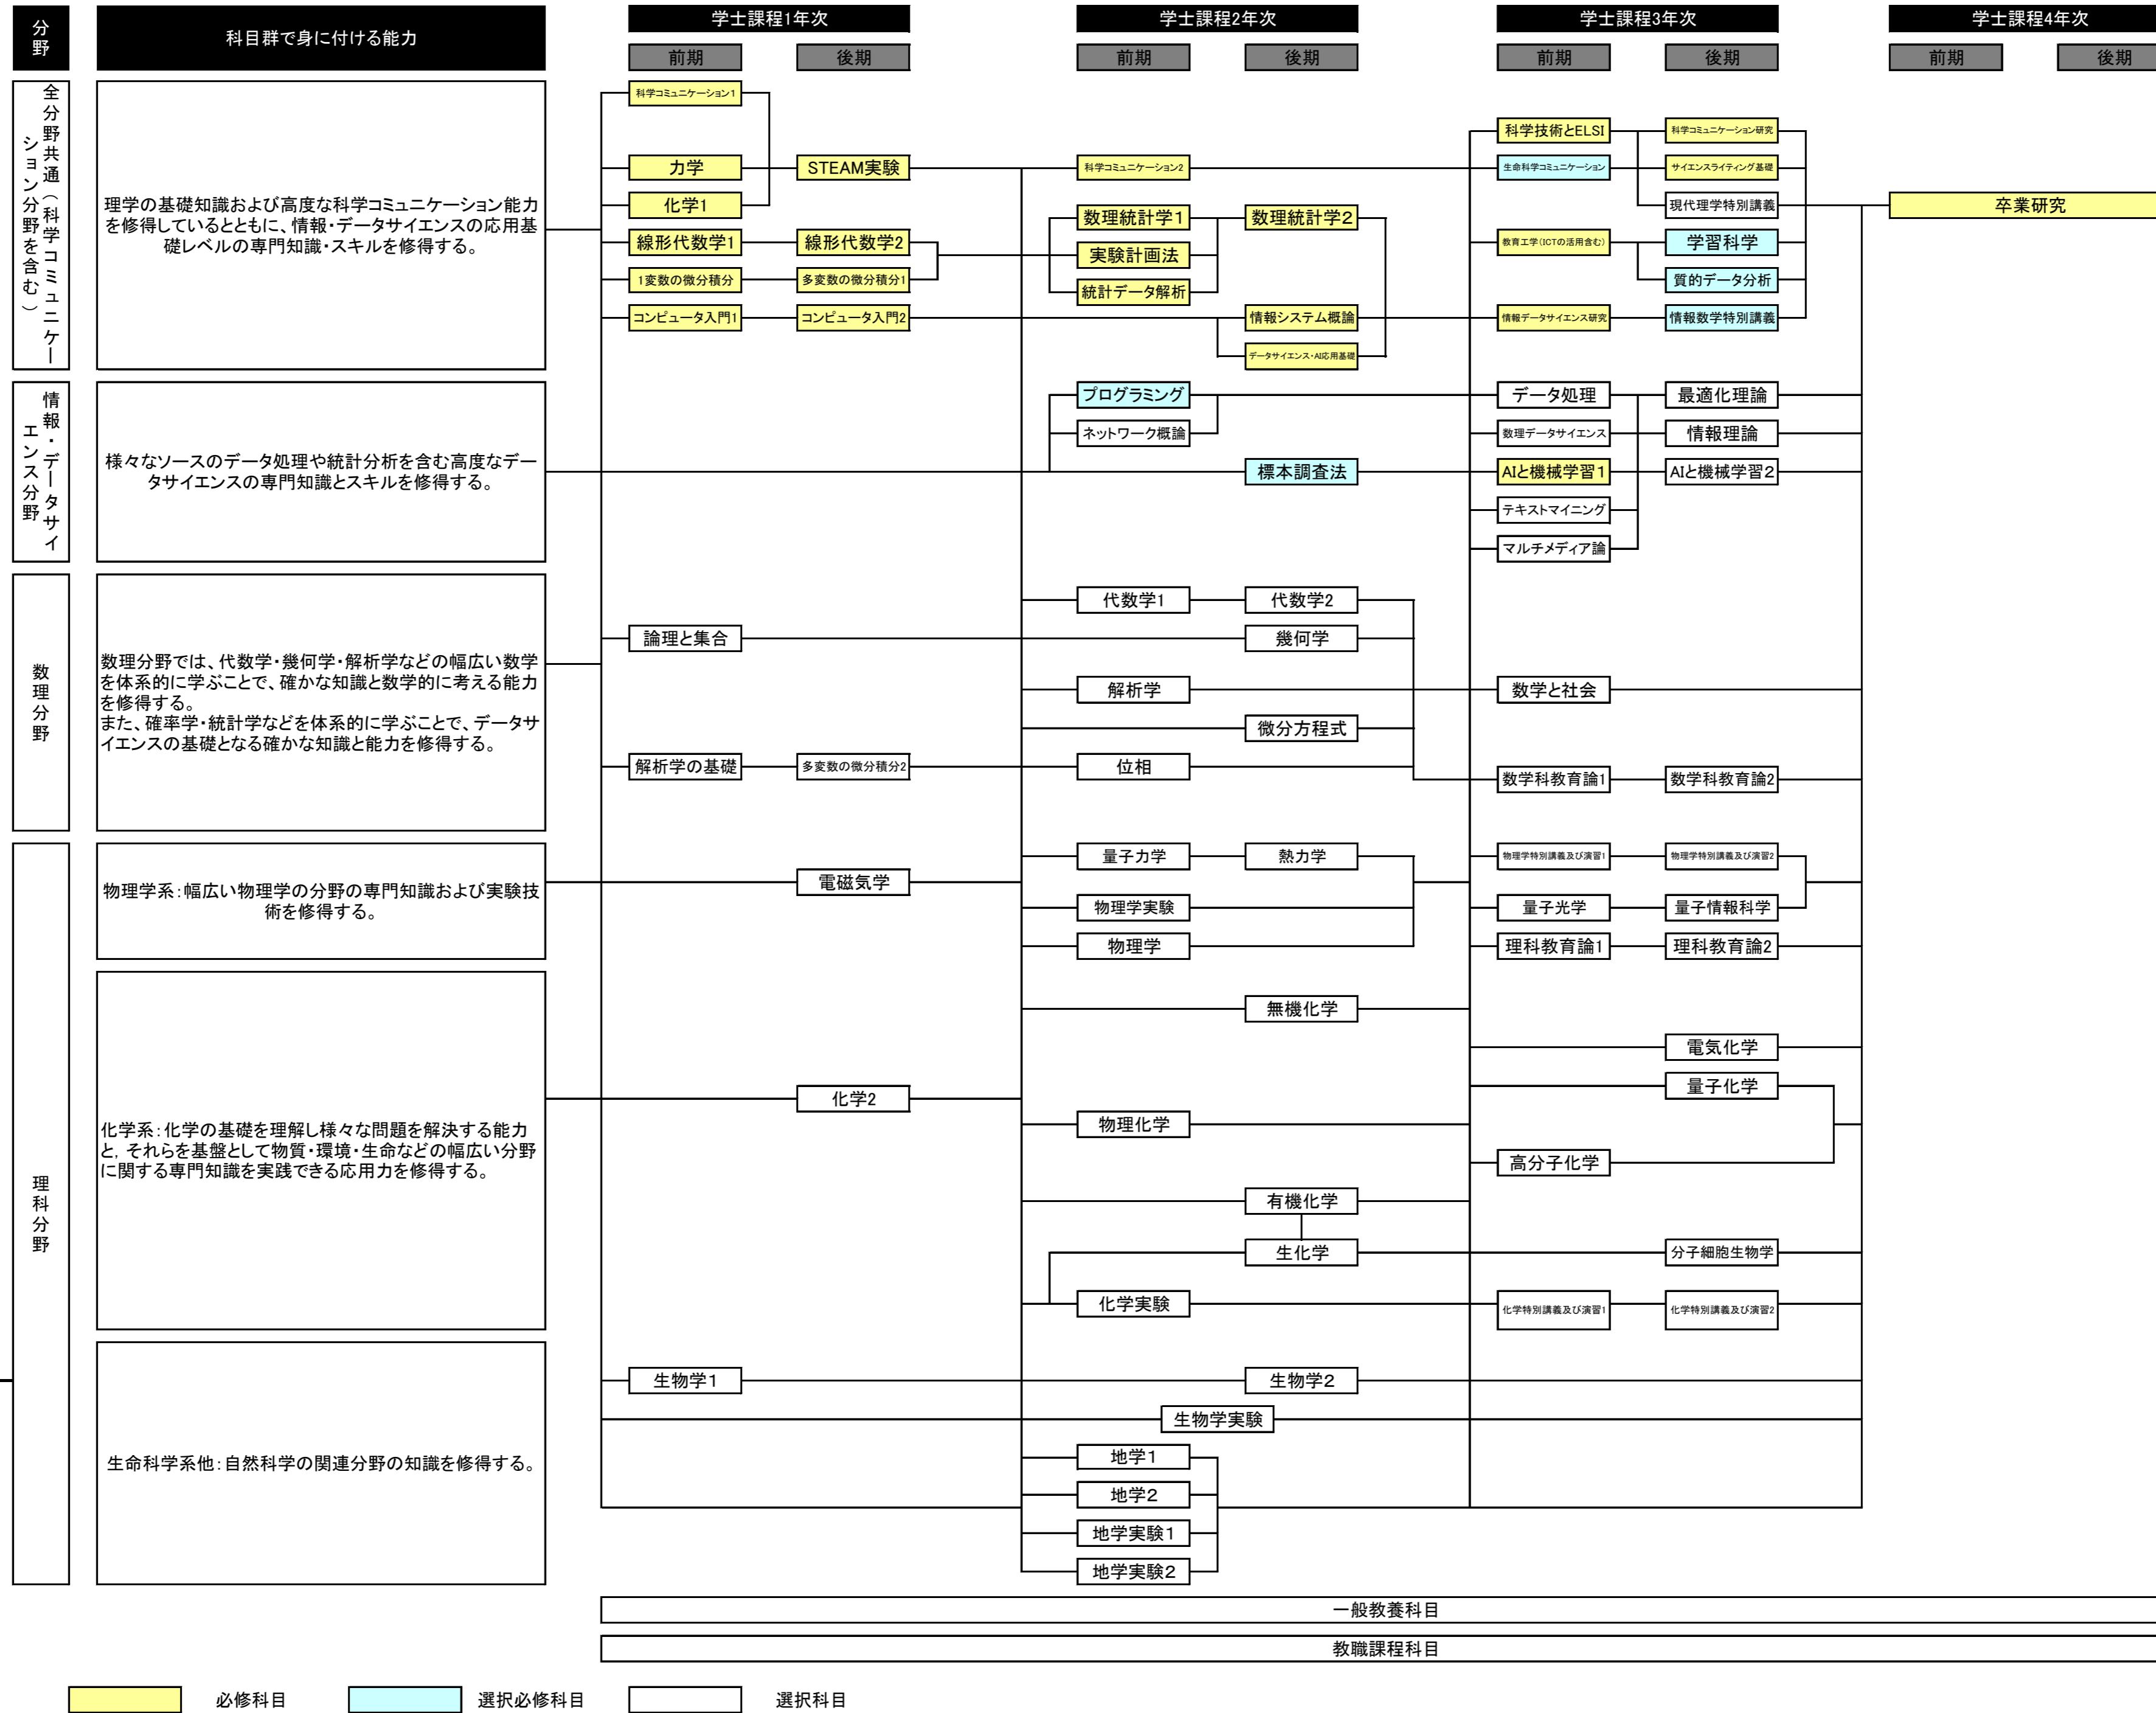 分野
科目群で身に付ける能力
学士課程1年次
学士課程2年次
学士課程3年次
学士課程4年次
前期
後期
前期
後期
前期
後期
前期
後期
全分野共通（科学コミュニケー
ション分野を含む）
理学の基礎知識および高度な科学コミュニケーション能力
を修得しているとともに、情報・データサイエンスの応用基
礎レベルの専門知識・スキルを修得する。
科学コミュニケーション1
科学技術とELSI
科学コミュニケーション研究
力学
STEAM実験
科学コミュニケーション2
生命科学コミュニケーション
サイエンスライティング基礎
化学1
現代理学特別講義
卒業研究
数理統計学1
数理統計学2
線形代数学1
線形代数学2
実験計画法
教育工学(ICTの活用含む)
学習科学
1変数の微分積分
多変数の微分積分1
統計データ解析
質的データ分析
コンピュータ入門1
コンピュータ入門2
情報システム概論
情報データサイエンス研究
情報数学特別講義
データサイエンス・AI応用基礎
情報・データサイ
エンス分野
様々なソースのデータ処理や統計分析を含む高度なデー
タサイエンスの専門知識とスキルを修得する。
プログラミング
データ処理
最適化理論
ネットワーク概論
数理データサイエンス
情報理論
標本調査法
AIと機械学習1
AIと機械学習2
テキストマイニング
マルチメディア論
数理分野
数理分野では、代数学・幾何学・解析学などの幅広い数学
を体系的に学ぶことで、確かな知識と数学的に考える能力
を修得する。
また、確率学・統計学などを体系的に学ぶことで、データサ
イエンスの基礎となる確かな知識と能力を修得する。
代数学1
代数学2
論理と集合
幾何学
解析学
数学と社会
微分方程式
解析学の基礎
多変数の微分積分2
位相
数学科教育論1
数学科教育論2
理科分野
物理学系：幅広い物理学の分野の専門知識および実験技
術を修得する。
量子力学
熱力学
物理学特別講義及び演習1
物理学特別講義及び演習2
電磁気学
物理学実験
量子光学
量子情報科学
物理学
理科教育論1
理科教育論2
化学系：化学の基礎を理解し様々な問題を解決する能力
と，それらを基盤として物質・環境・生命などの幅広い分野
に関する専門知識を実践できる応用力を修得する。
無機化学
電気化学
化学2
量子化学
物理化学
高分子化学
有機化学
生化学
分子細胞生物学
化学実験
化学特別講義及び演習1
化学特別講義及び演習2
生命科学系他：自然科学の関連分野の知識を修得する。
生物学1
生物学2
生物学実験
地学1
地学2
地学実験1
地学実験2
一般教養科目
教職課程科目
必修科目
選択必修科目
選択科目